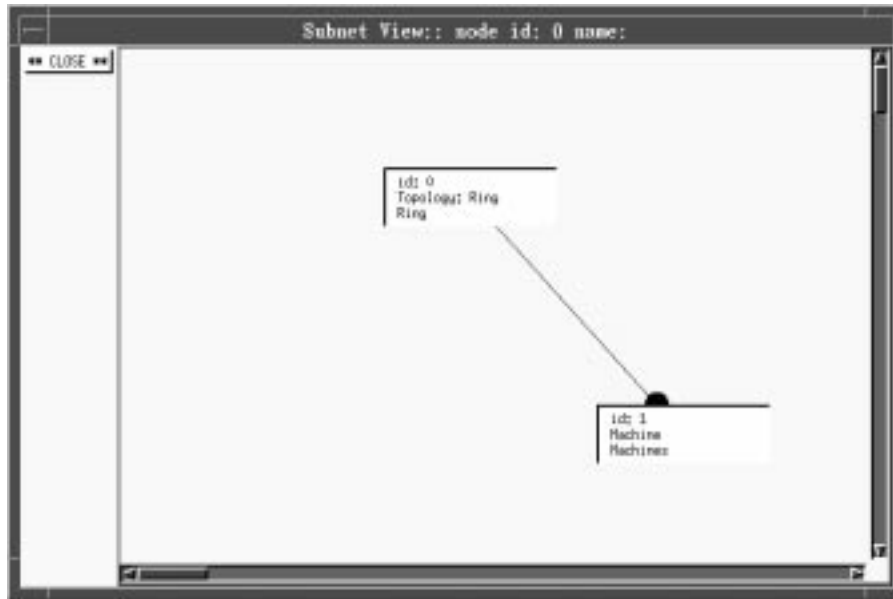 Subnet View:: node id: 0 name:
** CLOSE **
id: 0
Topology: Ring
Ring
id: 1
Machine
Machines